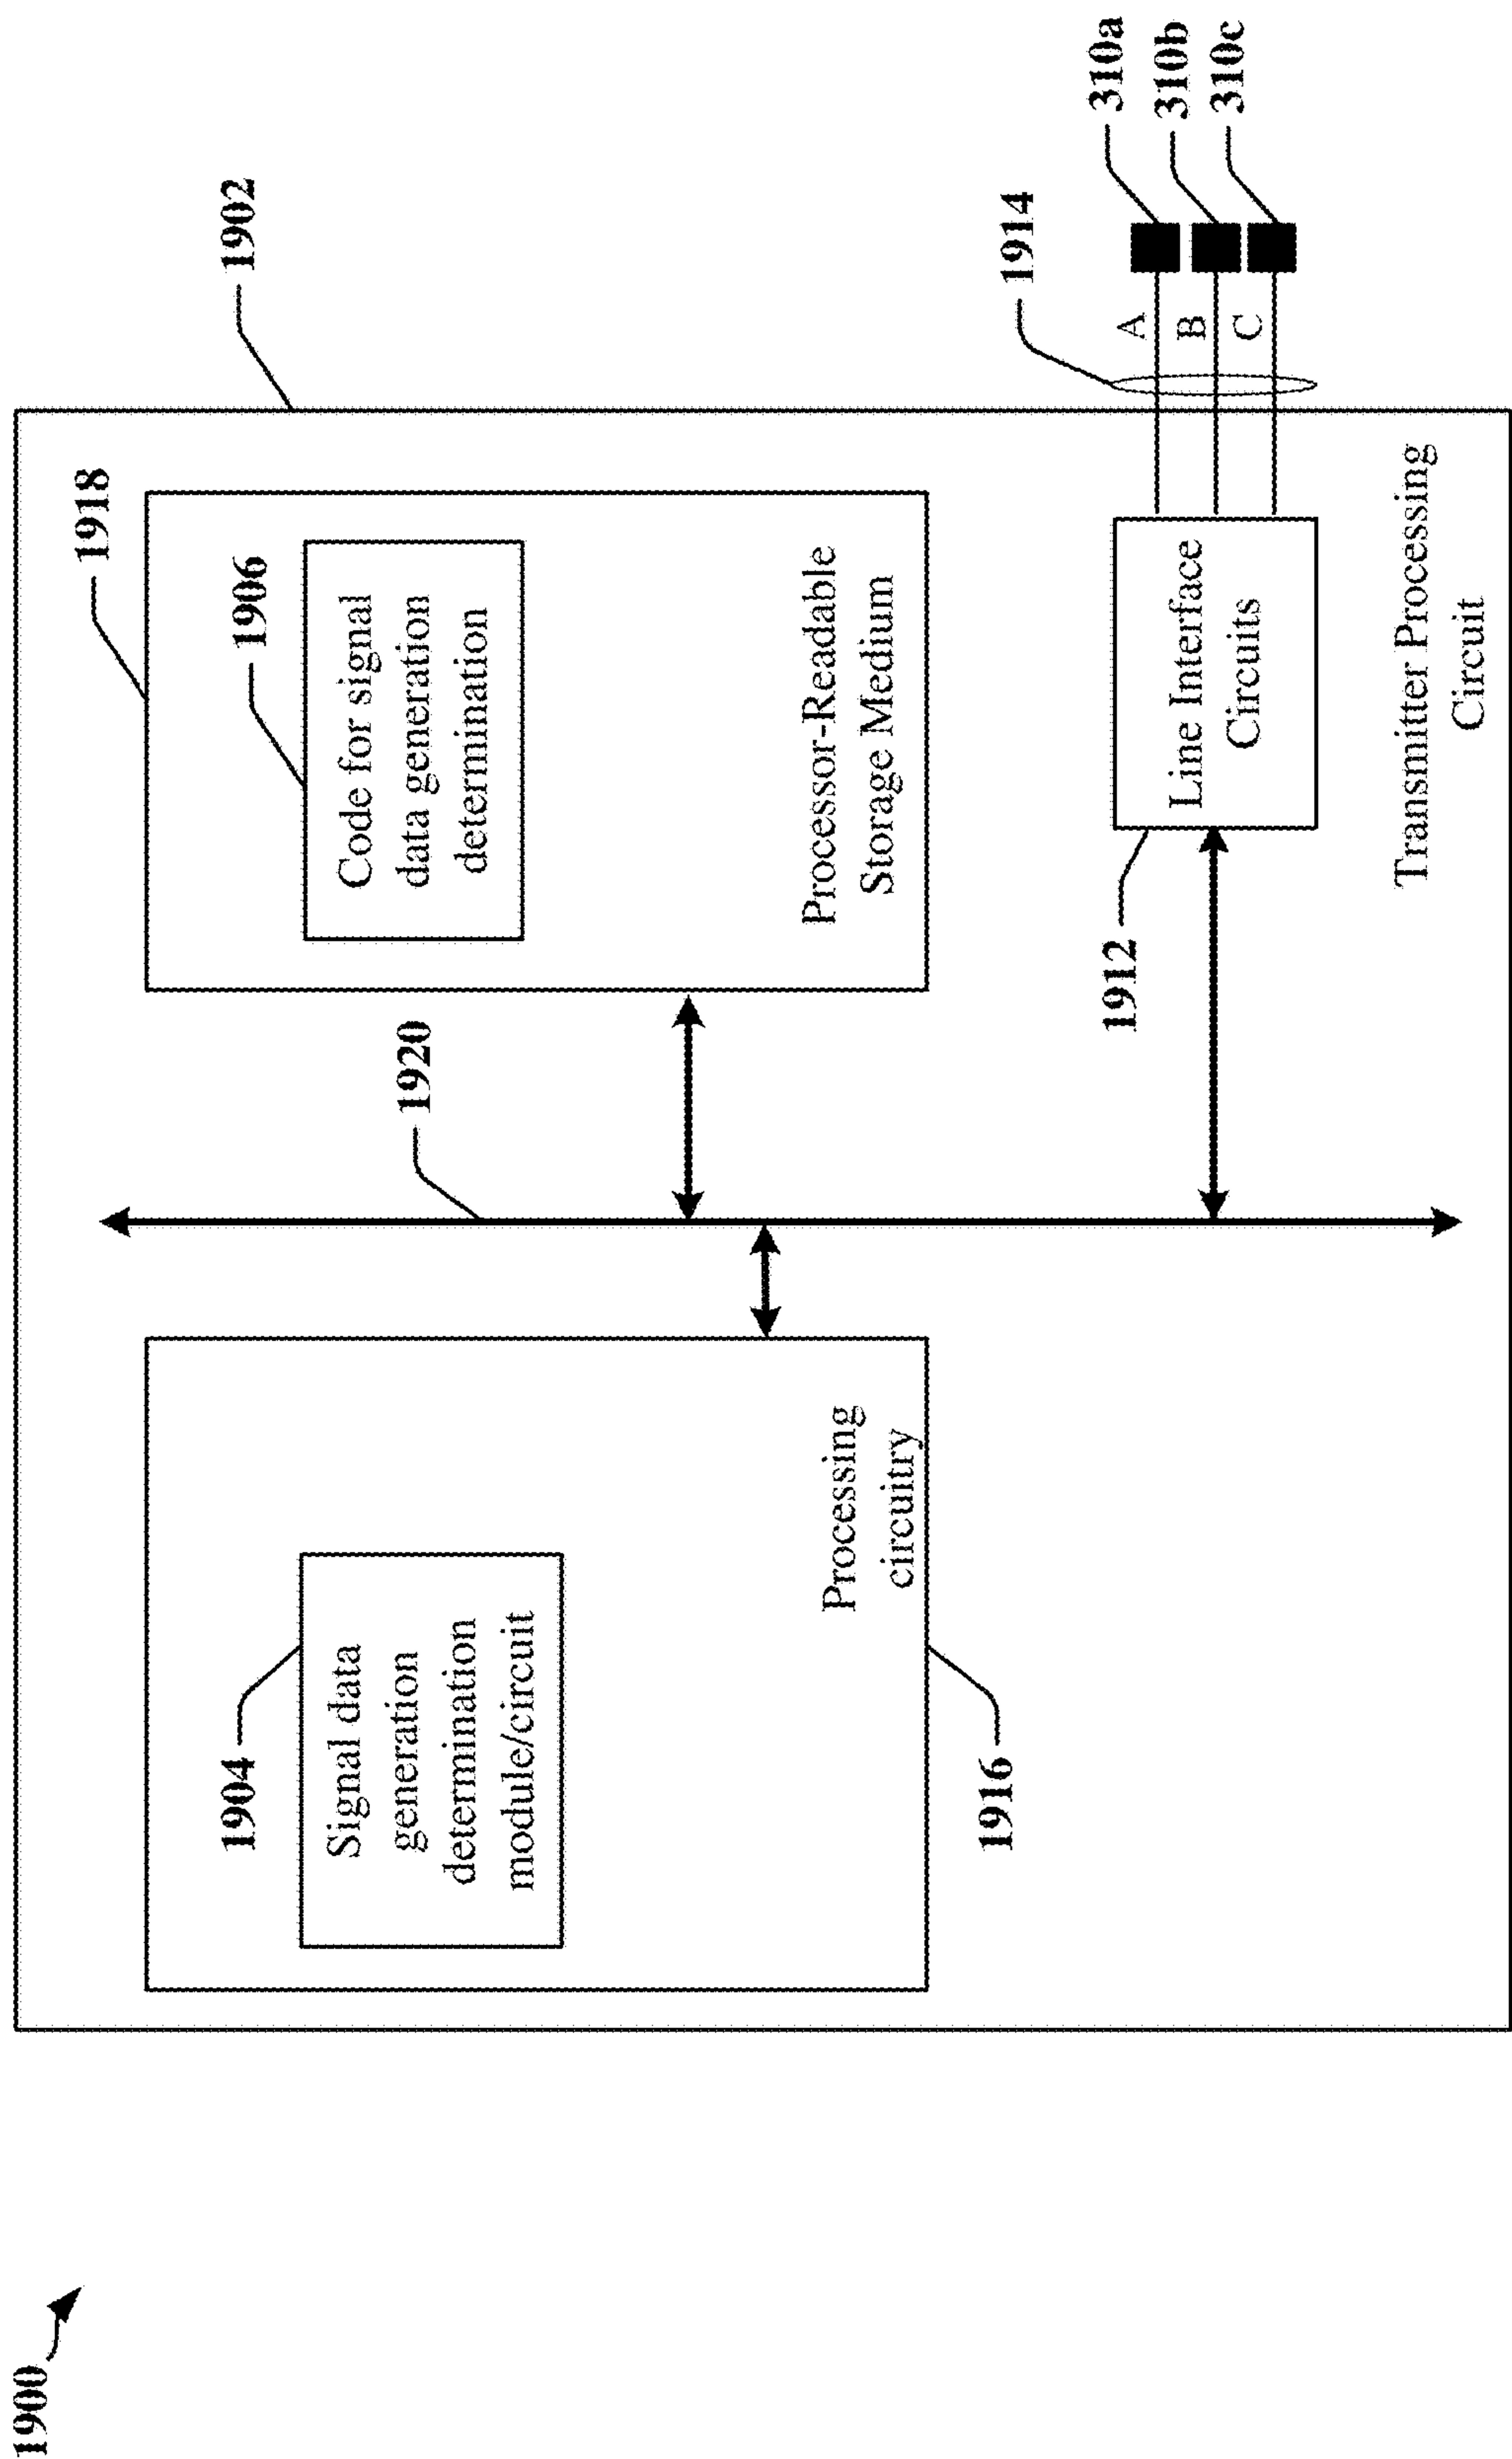 1900
1902
1904
Signal data
generation
determination
module/circuit
Processing
circuitry
1916
1920
1918
1906
Code for signal
data generation
determination
Processor-Readable
Storage Medium
1912
Line Interface
Circuits
1914
A
B
C
310a
310b
310c
Transmitter Processing
Circuit